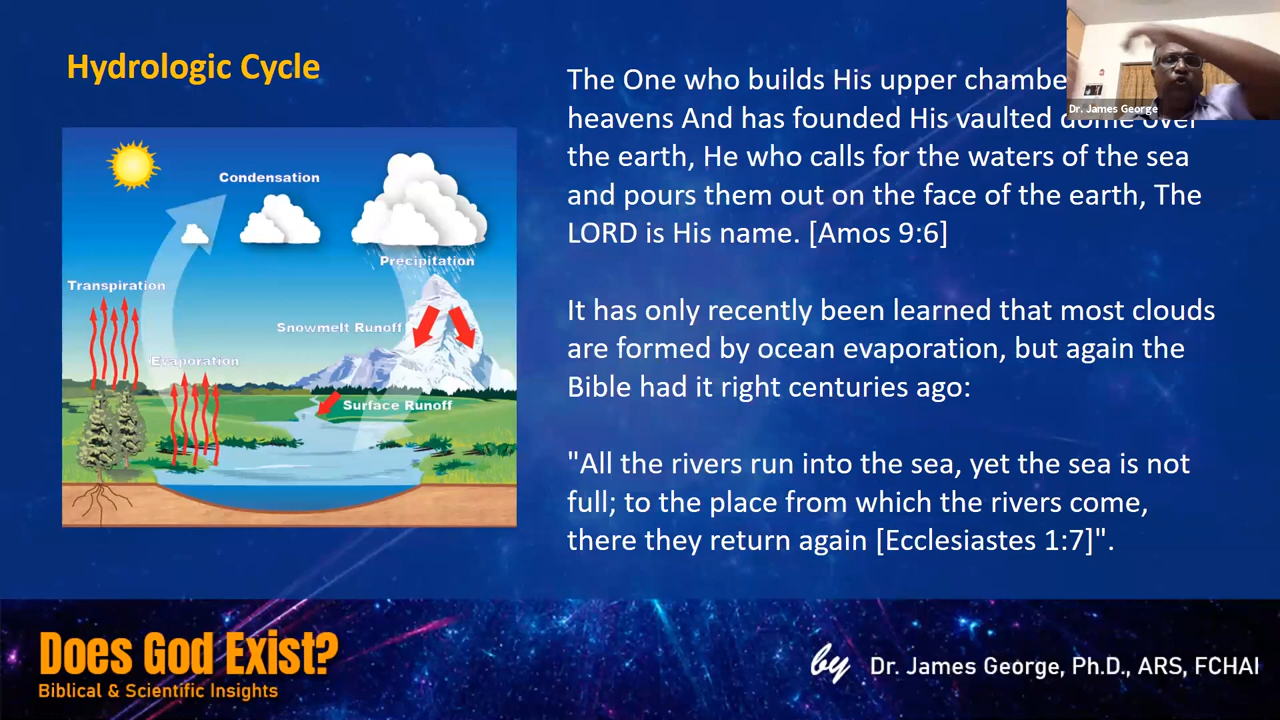 Hydrologic Cycle
Condensation
Precipitation
Transpiration
Snowmelt Runoff
Evaporation
Surface Runoff
The One who builds His upper
heavens And has founded His vaulted dome over
the earth, He who calls for the waters of the sea
and pours them out on the face of the earth, The
LORD is His name. [Amos 9:6]
It has only recently been learned that most clouds
are formed by ocean evaporation, but again the
Bible had it right centuries ago:
"All the rivers run into the sea, yet the sea is not
full; to the place from which the rivers come,
there they return again [Ecclesiastes 1:7]".
Dr. James George
Does God Exist?
Biblical & Scientific Insights
by Dr. James George, Ph.D., ARS, FCHAI